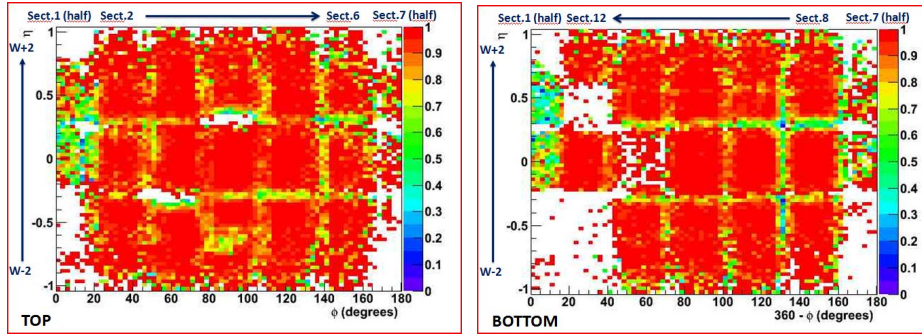 Sect.1 (half) Sect.2 Sect.6 Sect.7 (half)
W+2
η
1
0.5
0
-0.5
-1
W-2
0 20 40 60 80 100 120 140 160 180
TOP
φ (degrees)
1
0.9
0.8
0.7
0.6
0.5
0.4
0.3
0.2
0.1
0
Sect.1 (half) Sect.12 Sect.8 Sect.7 (half)
W+2
η
1
0.5
0
-0.5
-1
W-2
0 20 40 60 80 100 120 140 160 180
BOTTOM
360 - φ (degrees)
1
0.9
0.8
0.7
0.6
0.5
0.4
0.3
0.2
0.1
0